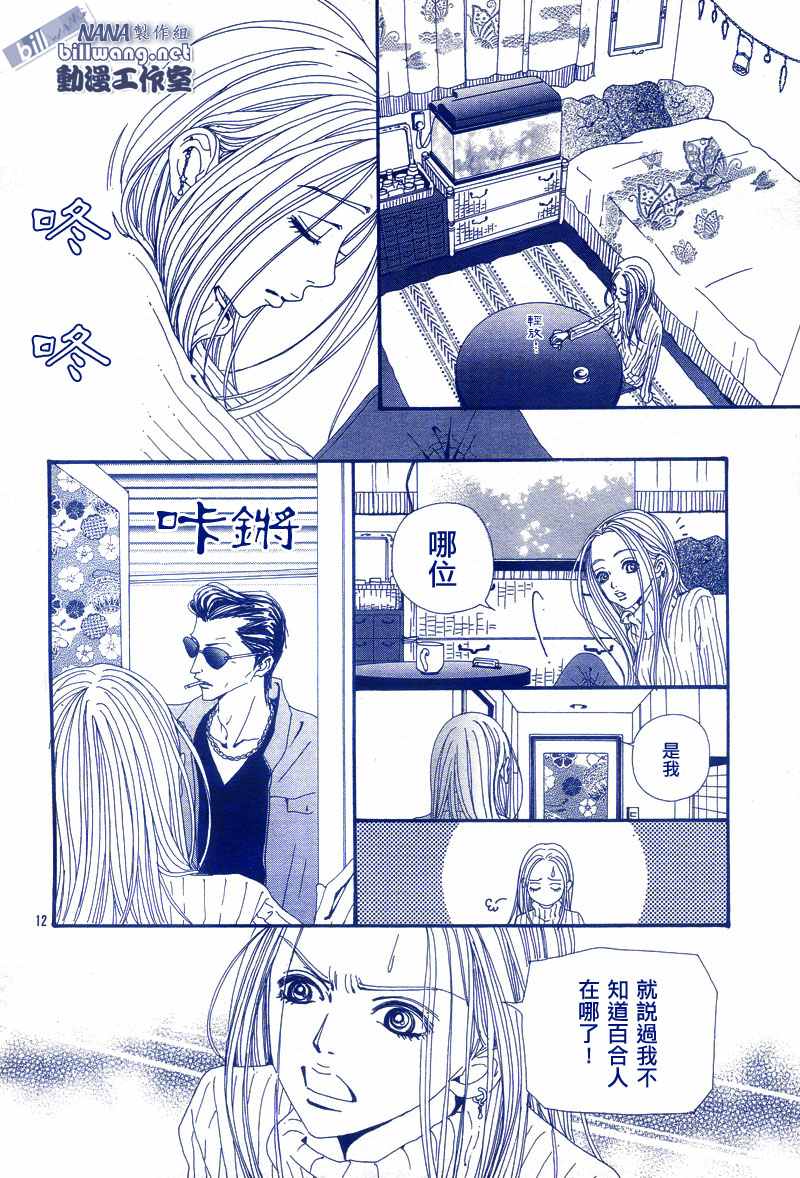 bill wang
NANA製作組
billwang.net
動漫工作室
輕放!
咚
咚
哪位
是我
咔鏘
就說過我不
知道百合人
在哪了!
12